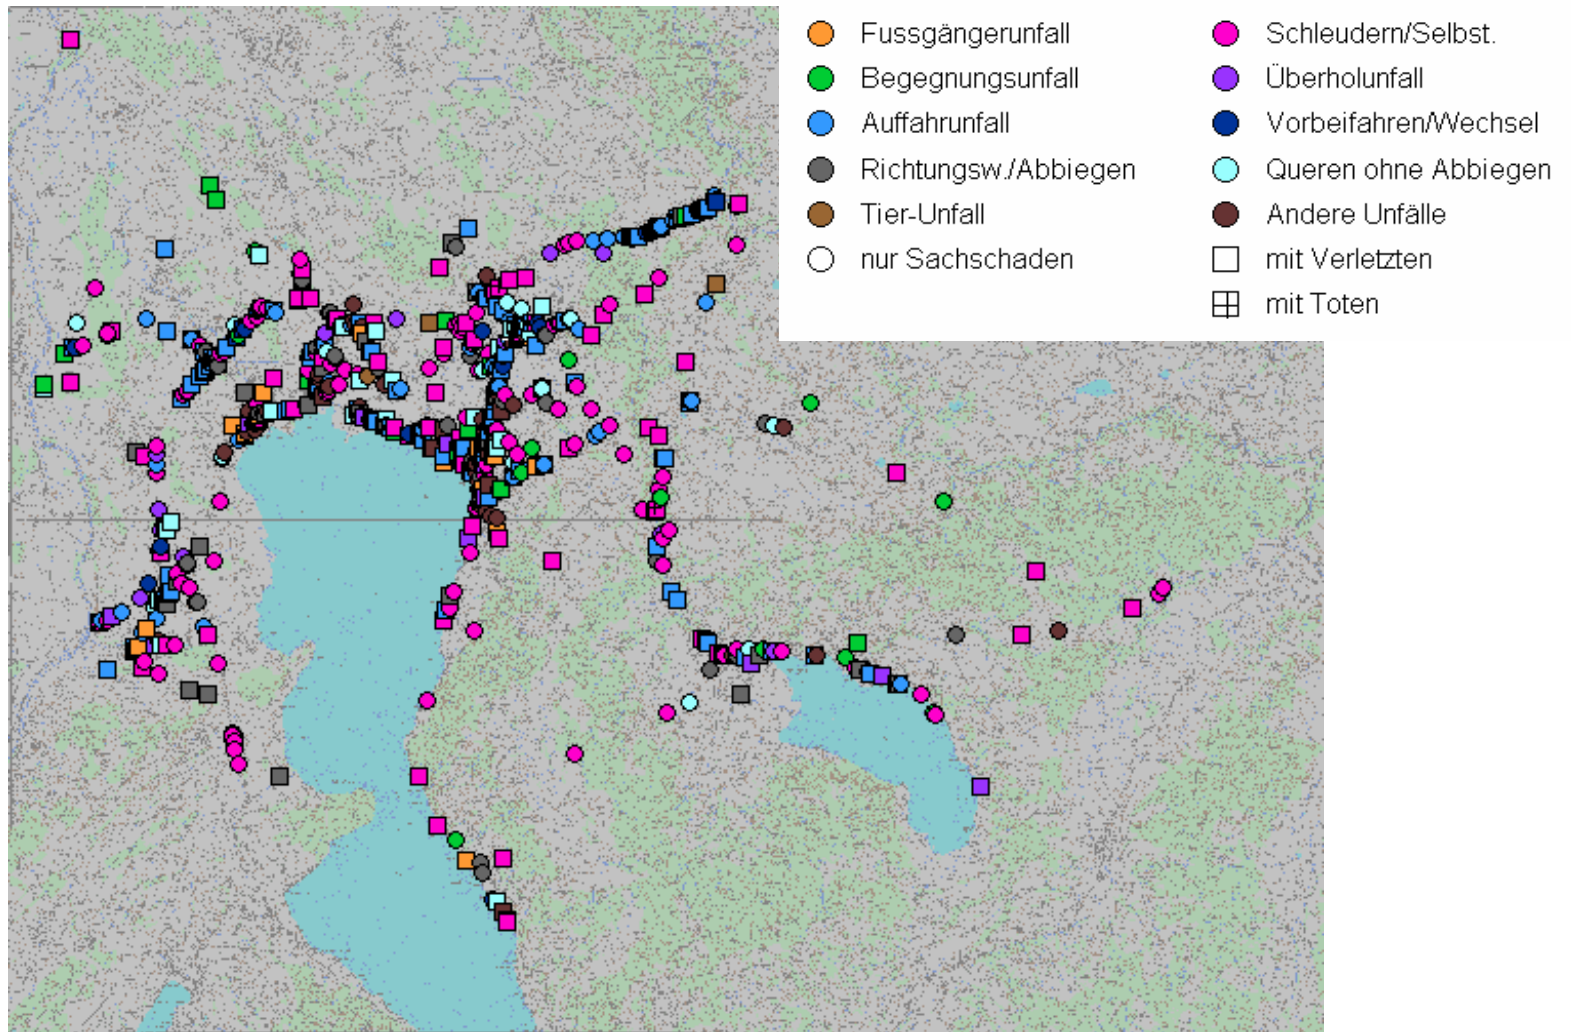 Fussgängerunfall
Begegnungsunfall
Auffahrunfall
Richtungsw./Abbiegen
Tier-Unfall
nur Sachschaden
Schleudern/Selbst.
Überholunfall
Vorbeifahren/Wechsel
Queren ohne Abbiegen
Andere Unfälle
mit Verletzten
mit Toten